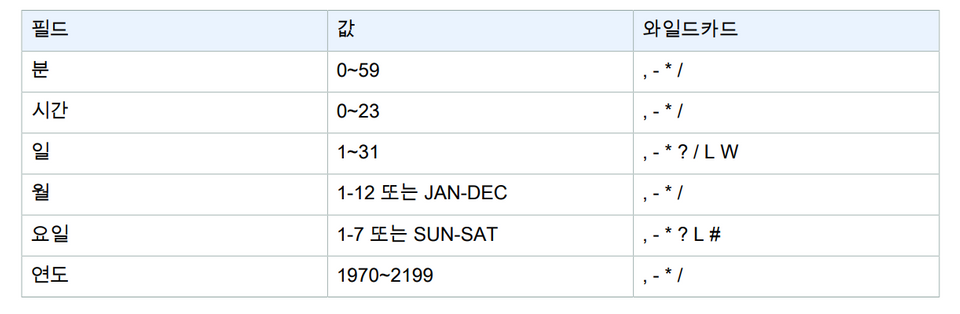 필드 값 와일드카드
분 0~59 , - * /
시간 0~23 , - * /
일 1~31 , - * ? / L W
월 1-12 또는 JAN-DEC , - * /
요일 1-7 또는 SUN-SAT , - * ? L #
연도 1970~2199 , - * /